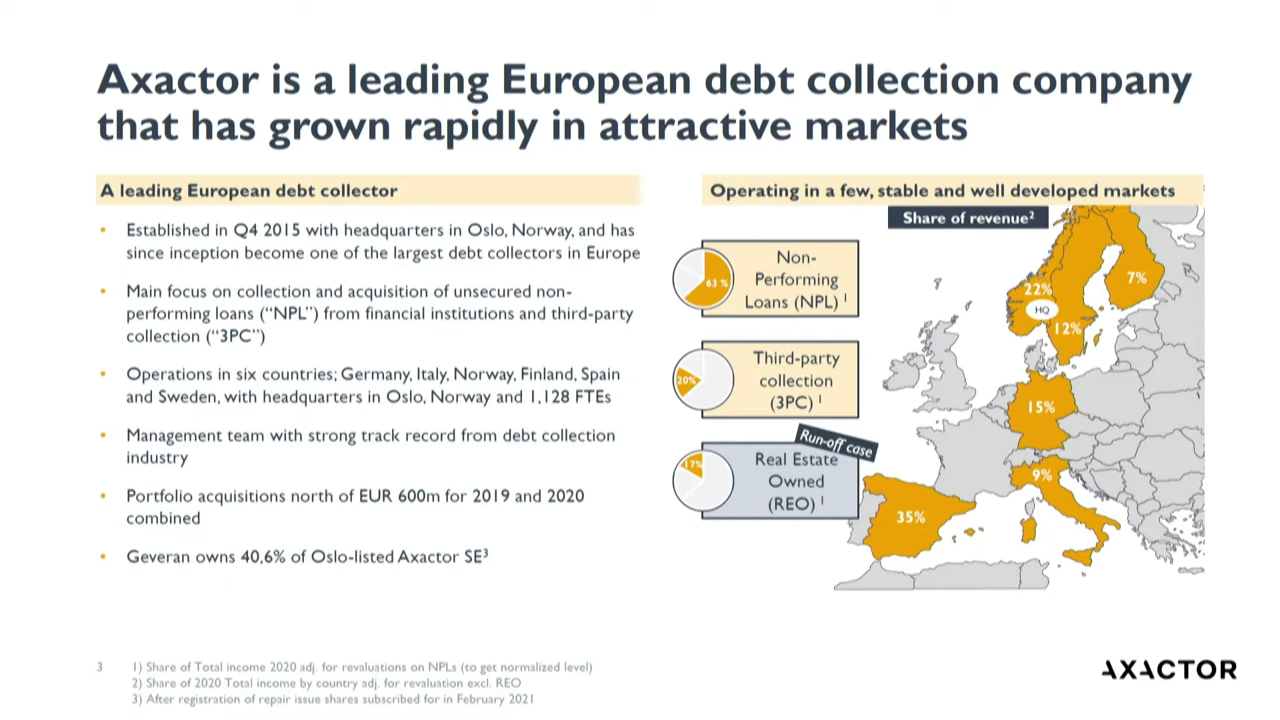 Axactor is a leading European debt collection company
that has grown rapidly in attractive markets
A leading European debt collector
• Established in Q4 2015 with headquarters in Oslo, Norway, and has
since inception become one of the largest debt collectors in Europe
• Main focus on collection and acquisition of unsecured non-
performing loans (“NPL”) from financial institutions and third-party
collection (“3PC”)
• Operations in six countries; Germany, Italy, Norway, Finland, Spain
and Sweden, with headquarters in Oslo, Norway and 1,128 FTEs
• Management team with strong track record from debt collection
industry
• Portfolio acquisitions north of EUR 600m for 2019 and 2020
combined
• Geveran owns 40,6% of Oslo-listed Axactor SE³
Operating in a few, stable and well developed markets
Share of revenue²
63 %
Non-
Performing
Loans (NPL) ¹
20%
Third-party
collection
(3PC) ¹
Run-off case
17%
Real Estate
Owned
(REO) ¹
7%
22%
HQ
12%
15%
9%
35%
3
1) Share of Total income 2020 adj. for revaluations on NPLs (to get normalized level)
2) Share of 2020 Total income by country adj. for revaluation excl. REO
3) After registration of repair issue shares subscribed for in February 2021
AXACTOR